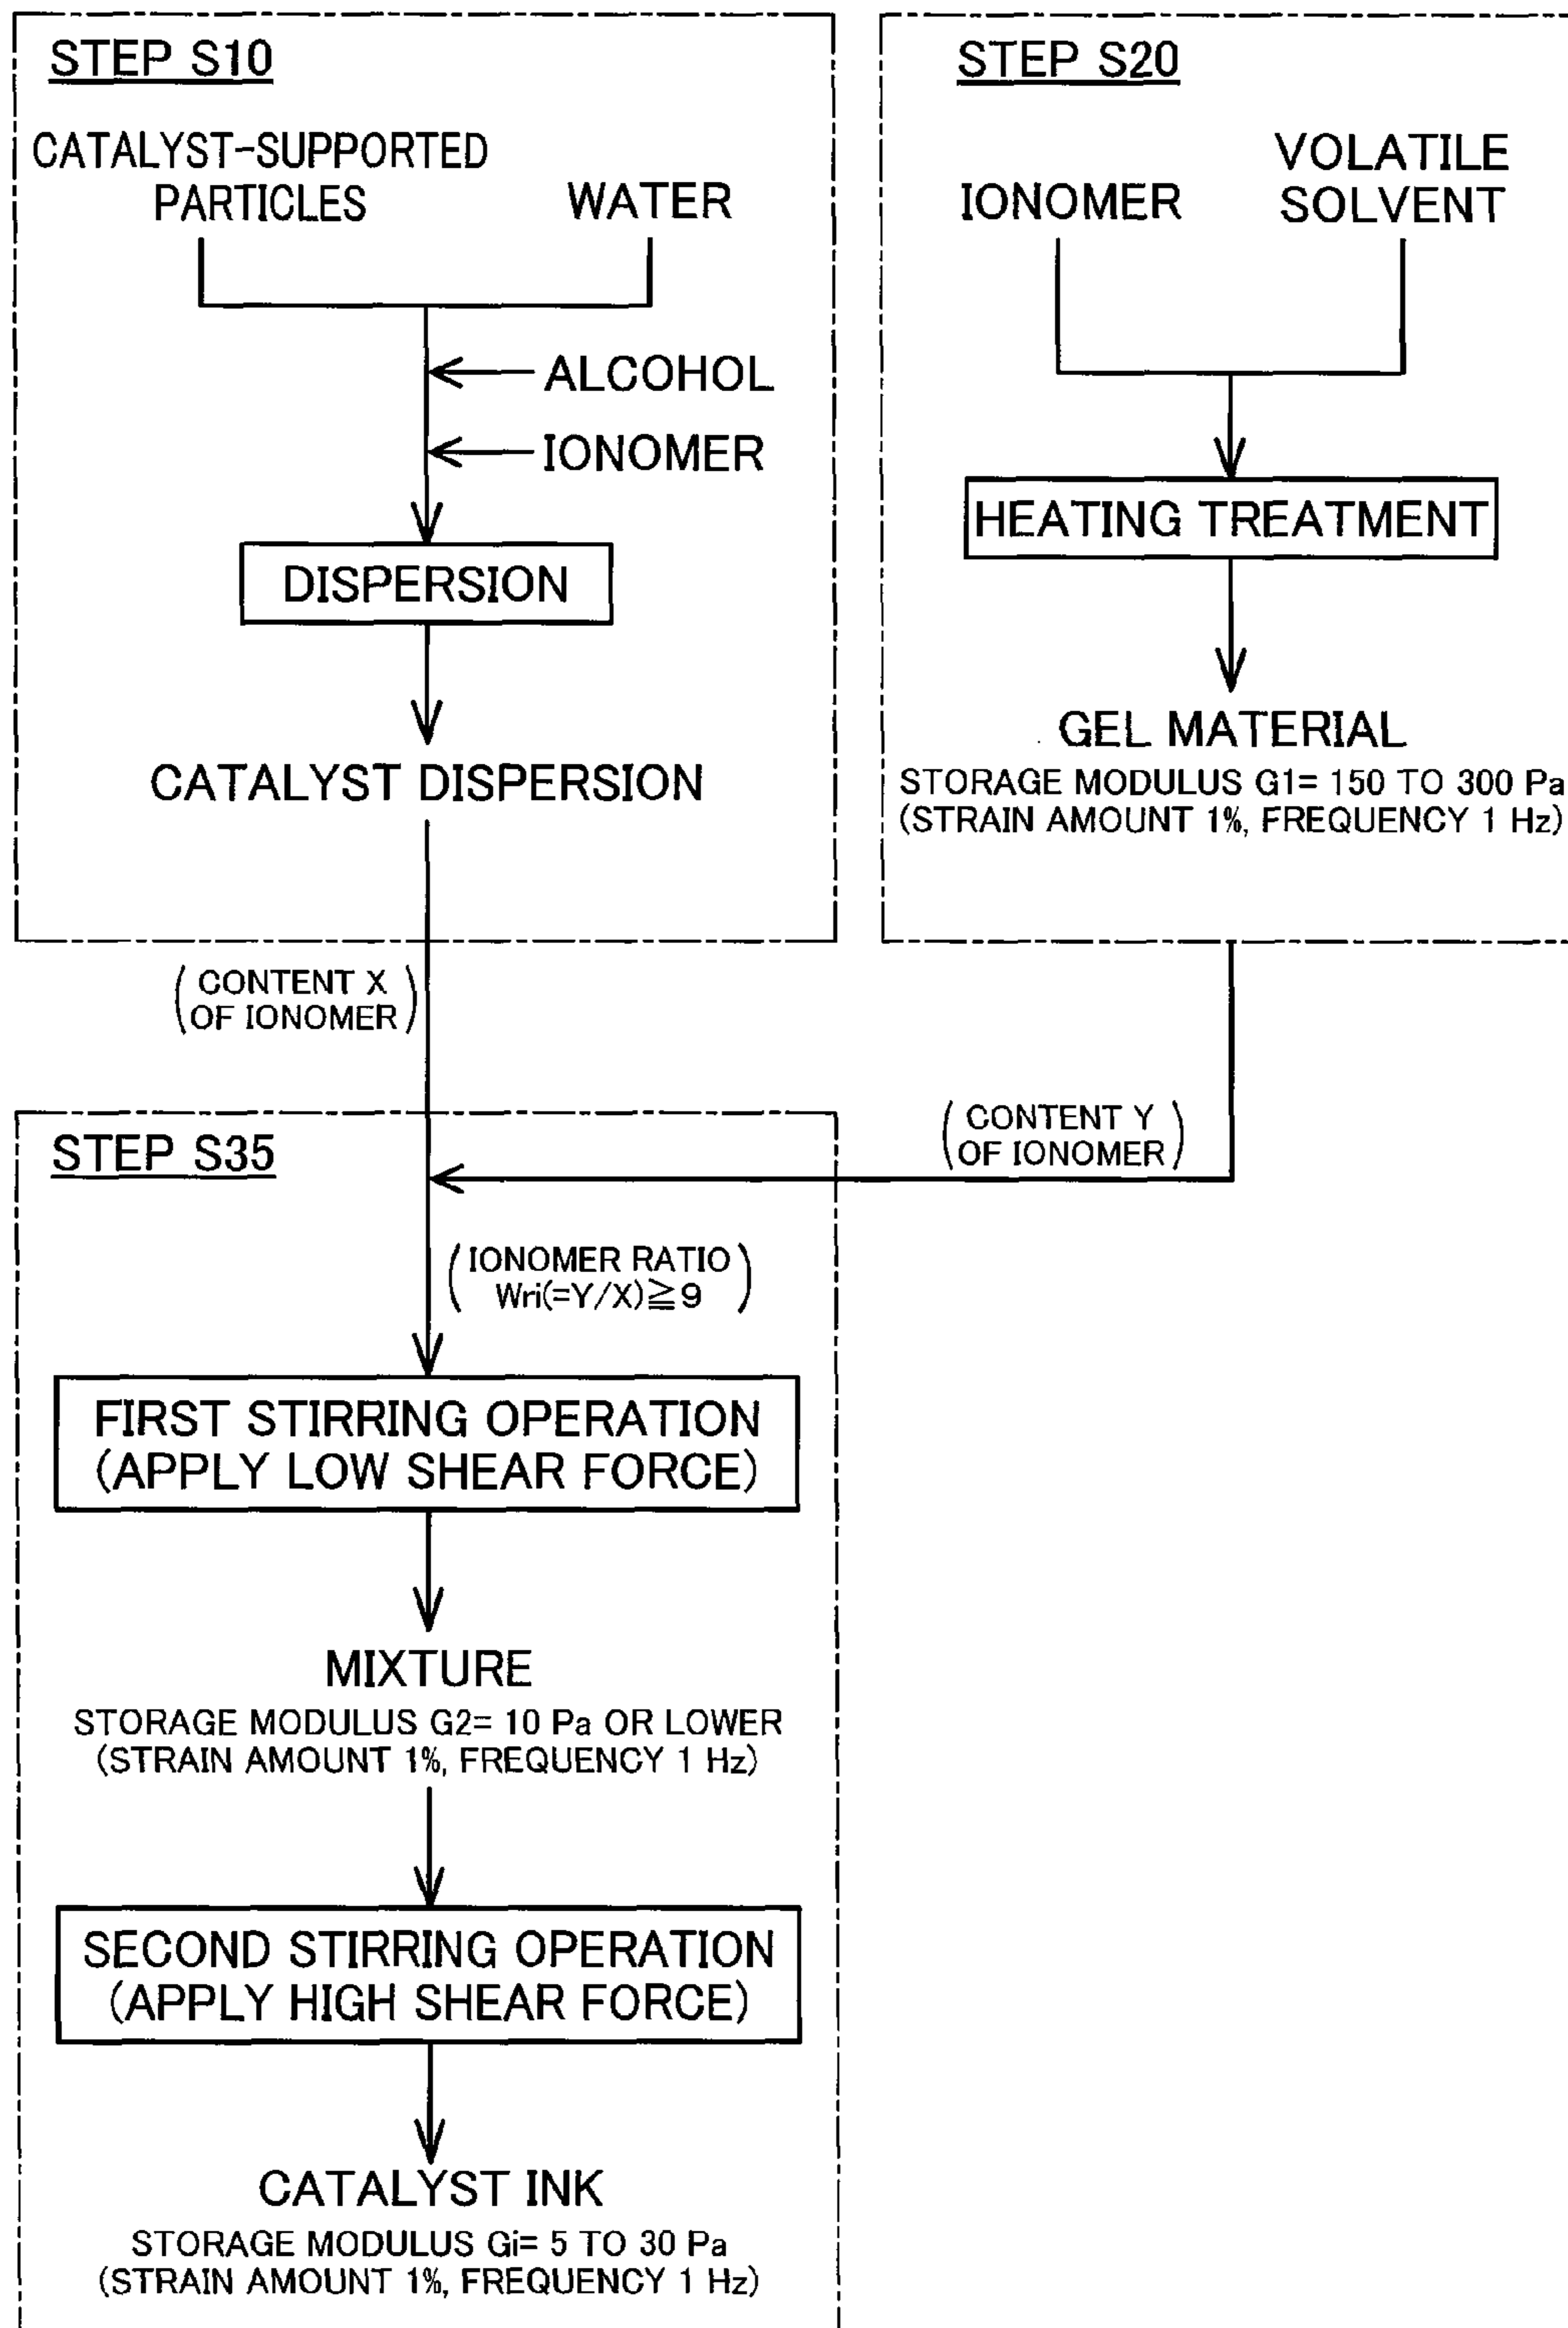 STEP S10
CATALYST-SUPPORTED
PARTICLES
WATER
ALCOHOL
IONOMER
DISPERSION
CATALYST DISPERSION
STEP S20
IONOMER
VOLATILE
SOLVENT
HEATING TREATMENT
GEL MATERIAL
STORAGE MODULUS G1= 150 TO 300 Pa
(STRAIN AMOUNT 1%, FREQUENCY 1 Hz)
(CONTENT X
OF IONOMER)
(CONTENT Y
OF IONOMER)
STEP S35
(IONOMER RATIO
Wri(=Y/X)≧9)
FIRST STIRRING OPERATION
(APPLY LOW SHEAR FORCE)
MIXTURE
STORAGE MODULUS G2= 10 Pa OR LOWER
(STRAIN AMOUNT 1%, FREQUENCY 1 Hz)
SECOND STIRRING OPERATION
(APPLY HIGH SHEAR FORCE)
CATALYST INK
STORAGE MODULUS Gi= 5 TO 30 Pa
(STRAIN AMOUNT 1%, FREQUENCY 1 Hz)